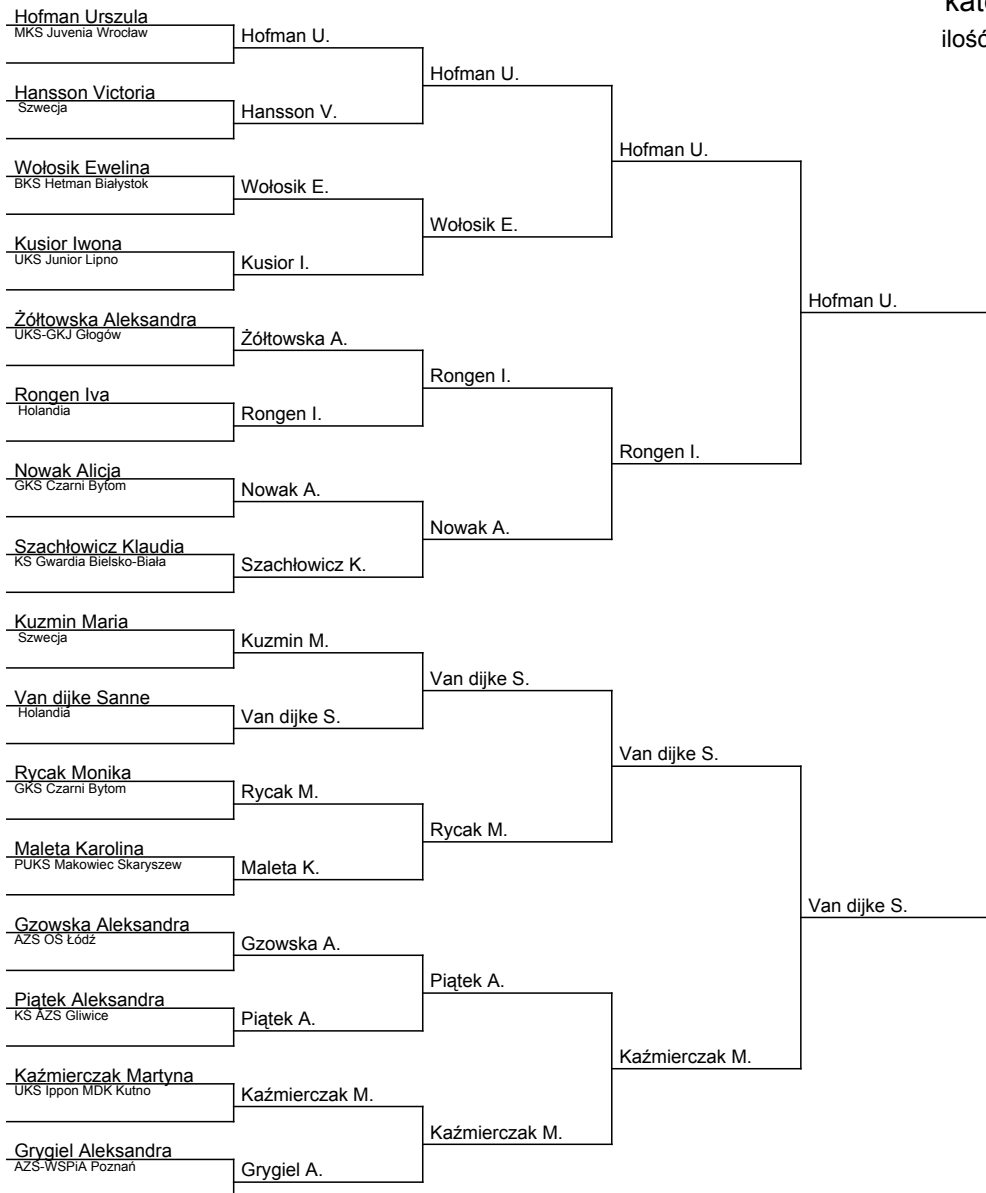 kat
ilość
Hofman Urszula
MKS Juvenia Wrocław
Hansson Victoria
Szwecja
Wołosik Ewelina
BKS Hetman Białystok
Kusior Iwona
UKS Junior Lipno
Żółtowska Aleksandra
UKS-GKJ Głogów
Rongen Iva
Holandia
Nowak Alicja
GKS Czarni Bytom
Szachłowicz Klaudia
KS Gwardia Bielsko-Biała
Kuzmin Maria
Szwecja
Van dijke Sanne
Holandia
Rycak Monika
GKS Czarni Bytom
Maleta Karolina
PUKS Makowiec Skaryszew
Gzowska Aleksandra
AZS OŚ Łódź
Piątek Aleksandra
KŚ AZS Gliwice
Kaźmierczak Martyna
UKS Ippon MDK Kutno
Grygiel Aleksandra
AZS-WSPiA Poznań
Hofman U.
Hansson V.
Wołosik E.
Kusior I.
Żółtowska A.
Rongen I.
Nowak A.
Szachłowicz K.
Kuzmin M.
Van dijke S.
Rycak M.
Maleta K.
Gzowska A.
Piątek A.
Kaźmierczak M.
Grygiel A.
Hofman U.
Wołosik E.
Rongen I.
Nowak A.
Van dijke S.
Rycak M.
Piątek A.
Kaźmierczak M.
Hofman U.
Rongen I.
Van dijke S.
Kaźmierczak M.
Hofman U.
Van dijke S.